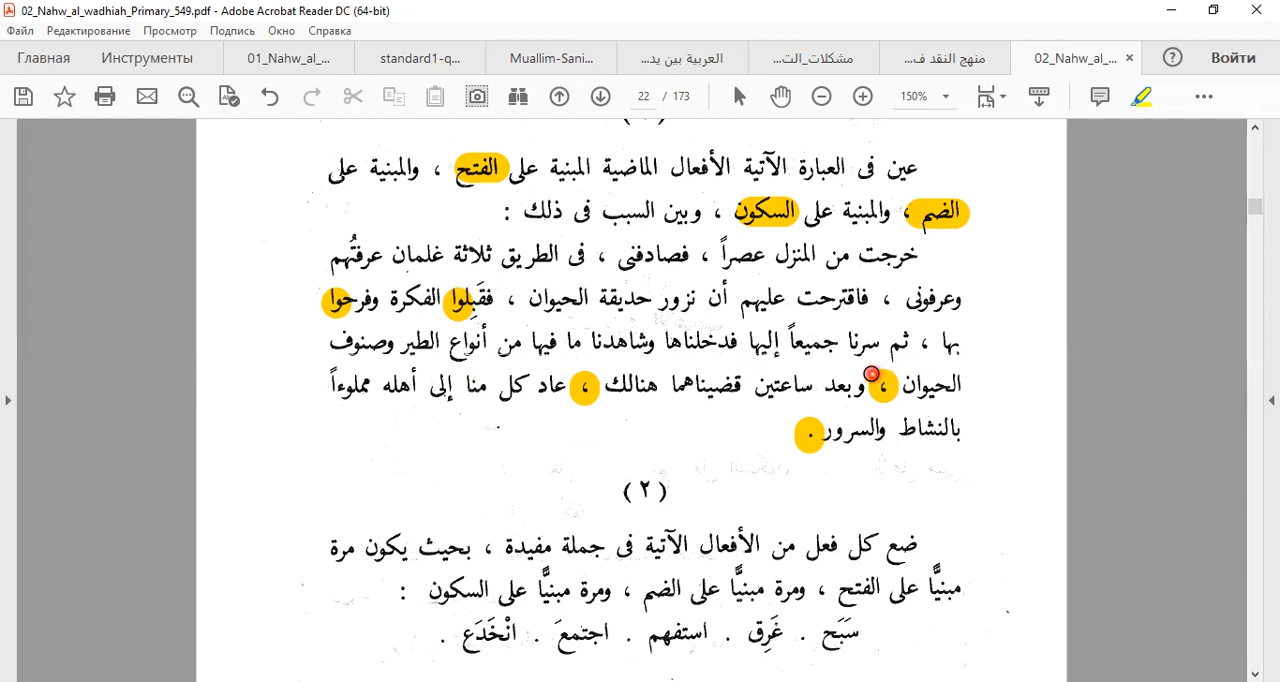 02_Nahw_al_wadhiah_Primary_549.pdf - Adobe Acrobat Reader DC (64-bit)
Файл Редактирование Просмотр Подпись Окно Справка
Главная Инструменты 01_Nahw_al_... standard1-q... Muallim-Sani... العربية بين يد... مشكلات_الت... منهج النقد ف... 02_Nahw_al_... × Войти
22 / 173 150%
عين فى العبارة الآتية الأفعال الماضية المبنية على الفتح ، والمبنية على
الضم ، والمبنية على السكون ، وبين السبب فى ذلك :
خرجت من المنزل عصراً ، فصادفنى ، فى الطريق ثلاثة غلمان عرفتُهم
وعرفونى ، فاقترحت عليهم أن نزور حديقة الحيوان ، فقَبِلوا الفكرة وفرحوا
بها ، ثم سرنا جميعاً إليها فدخلناها وشاهدنا ما فيها من أنواع الطير وصنوف
الحيوان ، وبعد ساعتين قضيناهما هنالك ، عاد كل منا إلى أهله مملوءاً
بالنشاط والسرور .
(٢)
ضع كل فعل من الأفعال الآتية فى جملة مفيدة ، بحيث يكون مرة
مبنيًّا على الفتح ، ومرة مبنيًّا على الضم ، ومرة مبنيًّا على السكون :
سَبَح . غَرِق . استفهم . اجتمعَ . انْخَدَع .